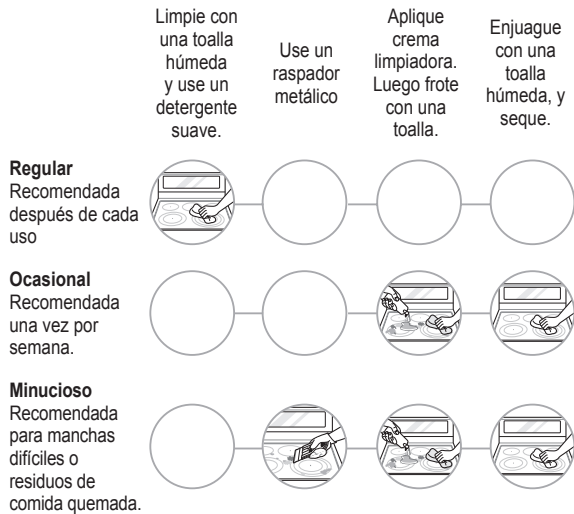 Limpie con
una toalla
húmeda
y use un
detergente
suave.
Use un
raspador
metálico
Aplique
crema
limpiadora.
Luego frote
con una
toalla.
Enjuague
con una
toalla
húmeda, y
seque.
Regular
Recomendada
después de cada
uso
Ocasional
Recomendada
una vez por
semana.
Minucioso
Recomendada
para manchas
difíciles o
residuos de
comida quemada.